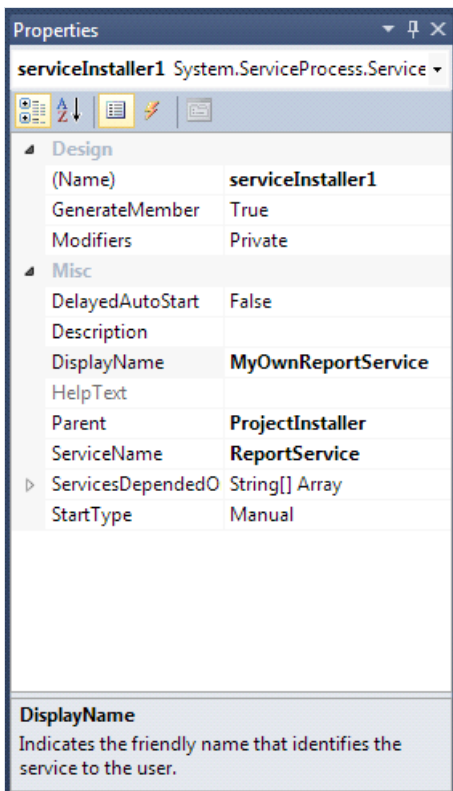 Properties
serviceInstaller1 System.ServiceProcess.Service
Design
(Name) serviceInstaller1
GenerateMember True
Modifiers Private
Misc
DelayedAutoStart False
Description
DisplayName MyOwnReportService
HelpText
Parent ProjectInstaller
ServiceName ReportService
ServicesDependedO String[] Array
StartType Manual
DisplayName
Indicates the friendly name that identifies the
service to the user.